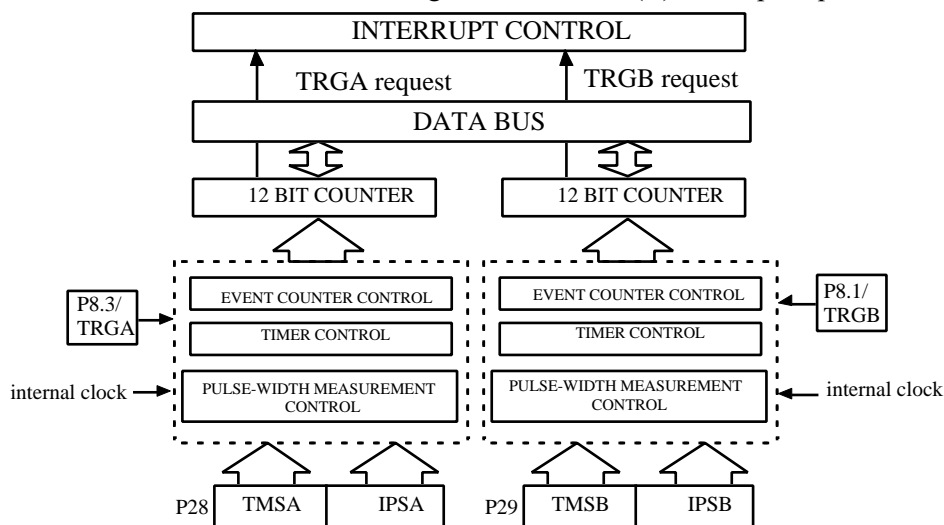 INTERRUPT CONTROL
TRGA request
TRGB request
DATA BUS
12 BIT COUNTER
12 BIT COUNTER
EVENT COUNTER CONTROL
EVENT COUNTER CONTROL
P8.3/
TRGA
P8.1/
TRGB
TIMER CONTROL
TIMER CONTROL
internal clock
PULSE-WIDTH MEASUREMENT
CONTROL
PULSE-WIDTH MEASUREMENT
CONTROL
internal clock
P28
TMSA
IPSA
P29
TMSB
IPSB